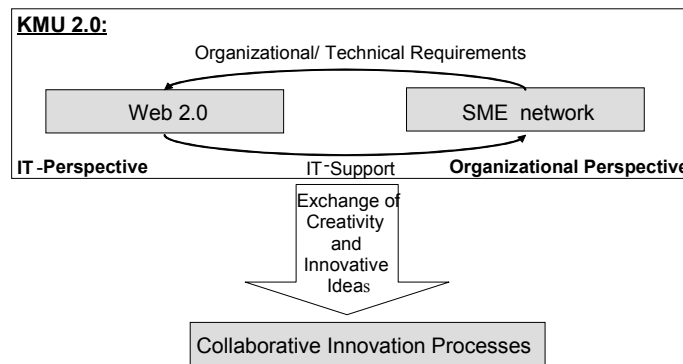 KMU 2.0:
Organizational/ Technical Requirements
Web 2.0
SME network
IT-Perspective
IT-Support
Organizational Perspective
Exchange of
Creativity
and
Innovative
Ideas
Collaborative Innovation Processes